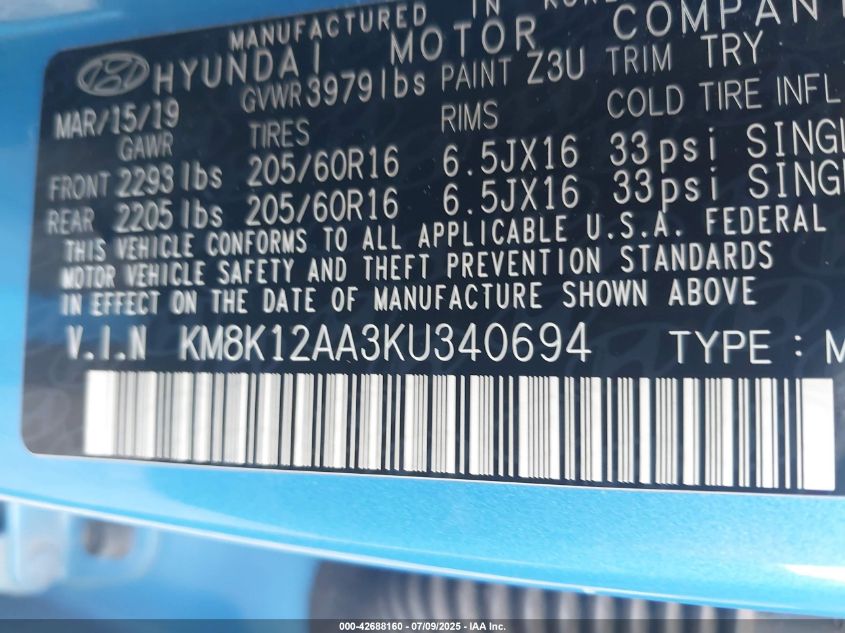 MANUFACTURED IN
HYUNDAI MOTOR COMPAN
MAR/15/19 GVWR 3979 lbs PAINT Z3U TRIM TRY
GAWR TIRES RIMS COLD TIRE INFL
FRONT 2293 lbs 205/60R16 6.5JX16 33psi SINGL
REAR 2205 lbs 205/60R16 6.5JX16 33psi SINGL
THIS VEHICLE CONFORMS TO ALL APPLICABLE U.S.A. FEDERAL
MOTOR VEHICLE SAFETY AND THEFT PREVENTION STANDARDS
IN EFFECT ON THE DATE OF MANUFACTURE SHOWN ABOVE
V.I.N KM8K12AA3KU340694 TYPE : M
000-42688160 - 07/09/2025 - IAA Inc.